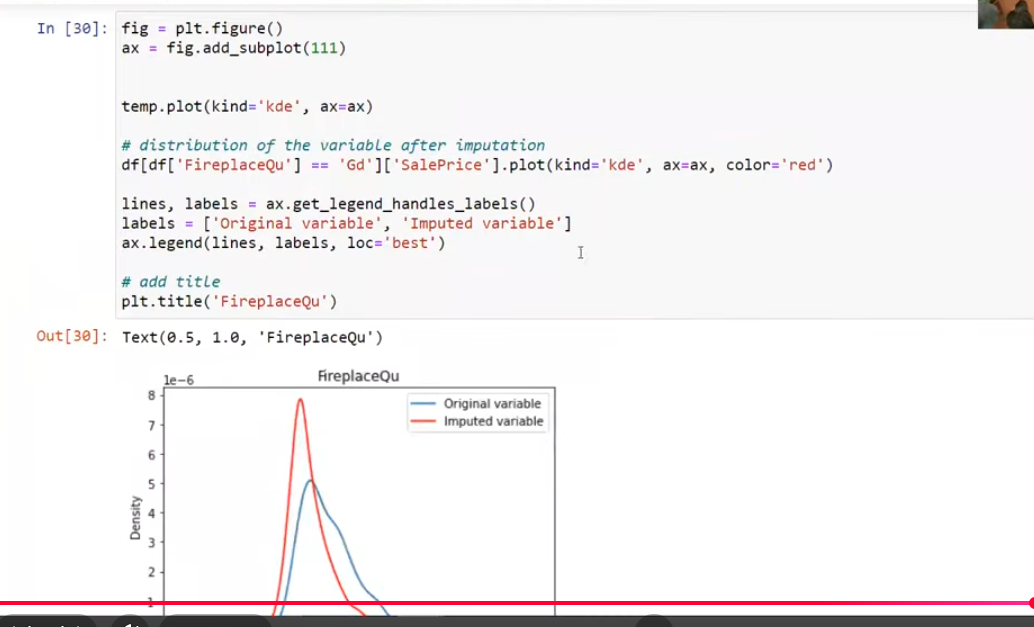 In [30]: fig = plt.figure()
ax = fig.add_subplot(111)
temp.plot(kind='kde', ax=ax)
# distribution of the variable after imputation
df[df['FireplaceQu'] == 'Gd']['SalePrice'].plot(kind='kde', ax=ax, color='red')
lines, labels = ax.get_legend_handles_labels()
labels = ['Original variable', 'Imputed variable']
ax.legend(lines, labels, loc='best')
# add title
plt.title('FireplaceQu')
Out[30]: Text(0.5, 1.0, 'FireplaceQu')
1e-6
FireplaceQu
Original variable
Imputed variable
Density
8
7
6
5
4
3
2
1